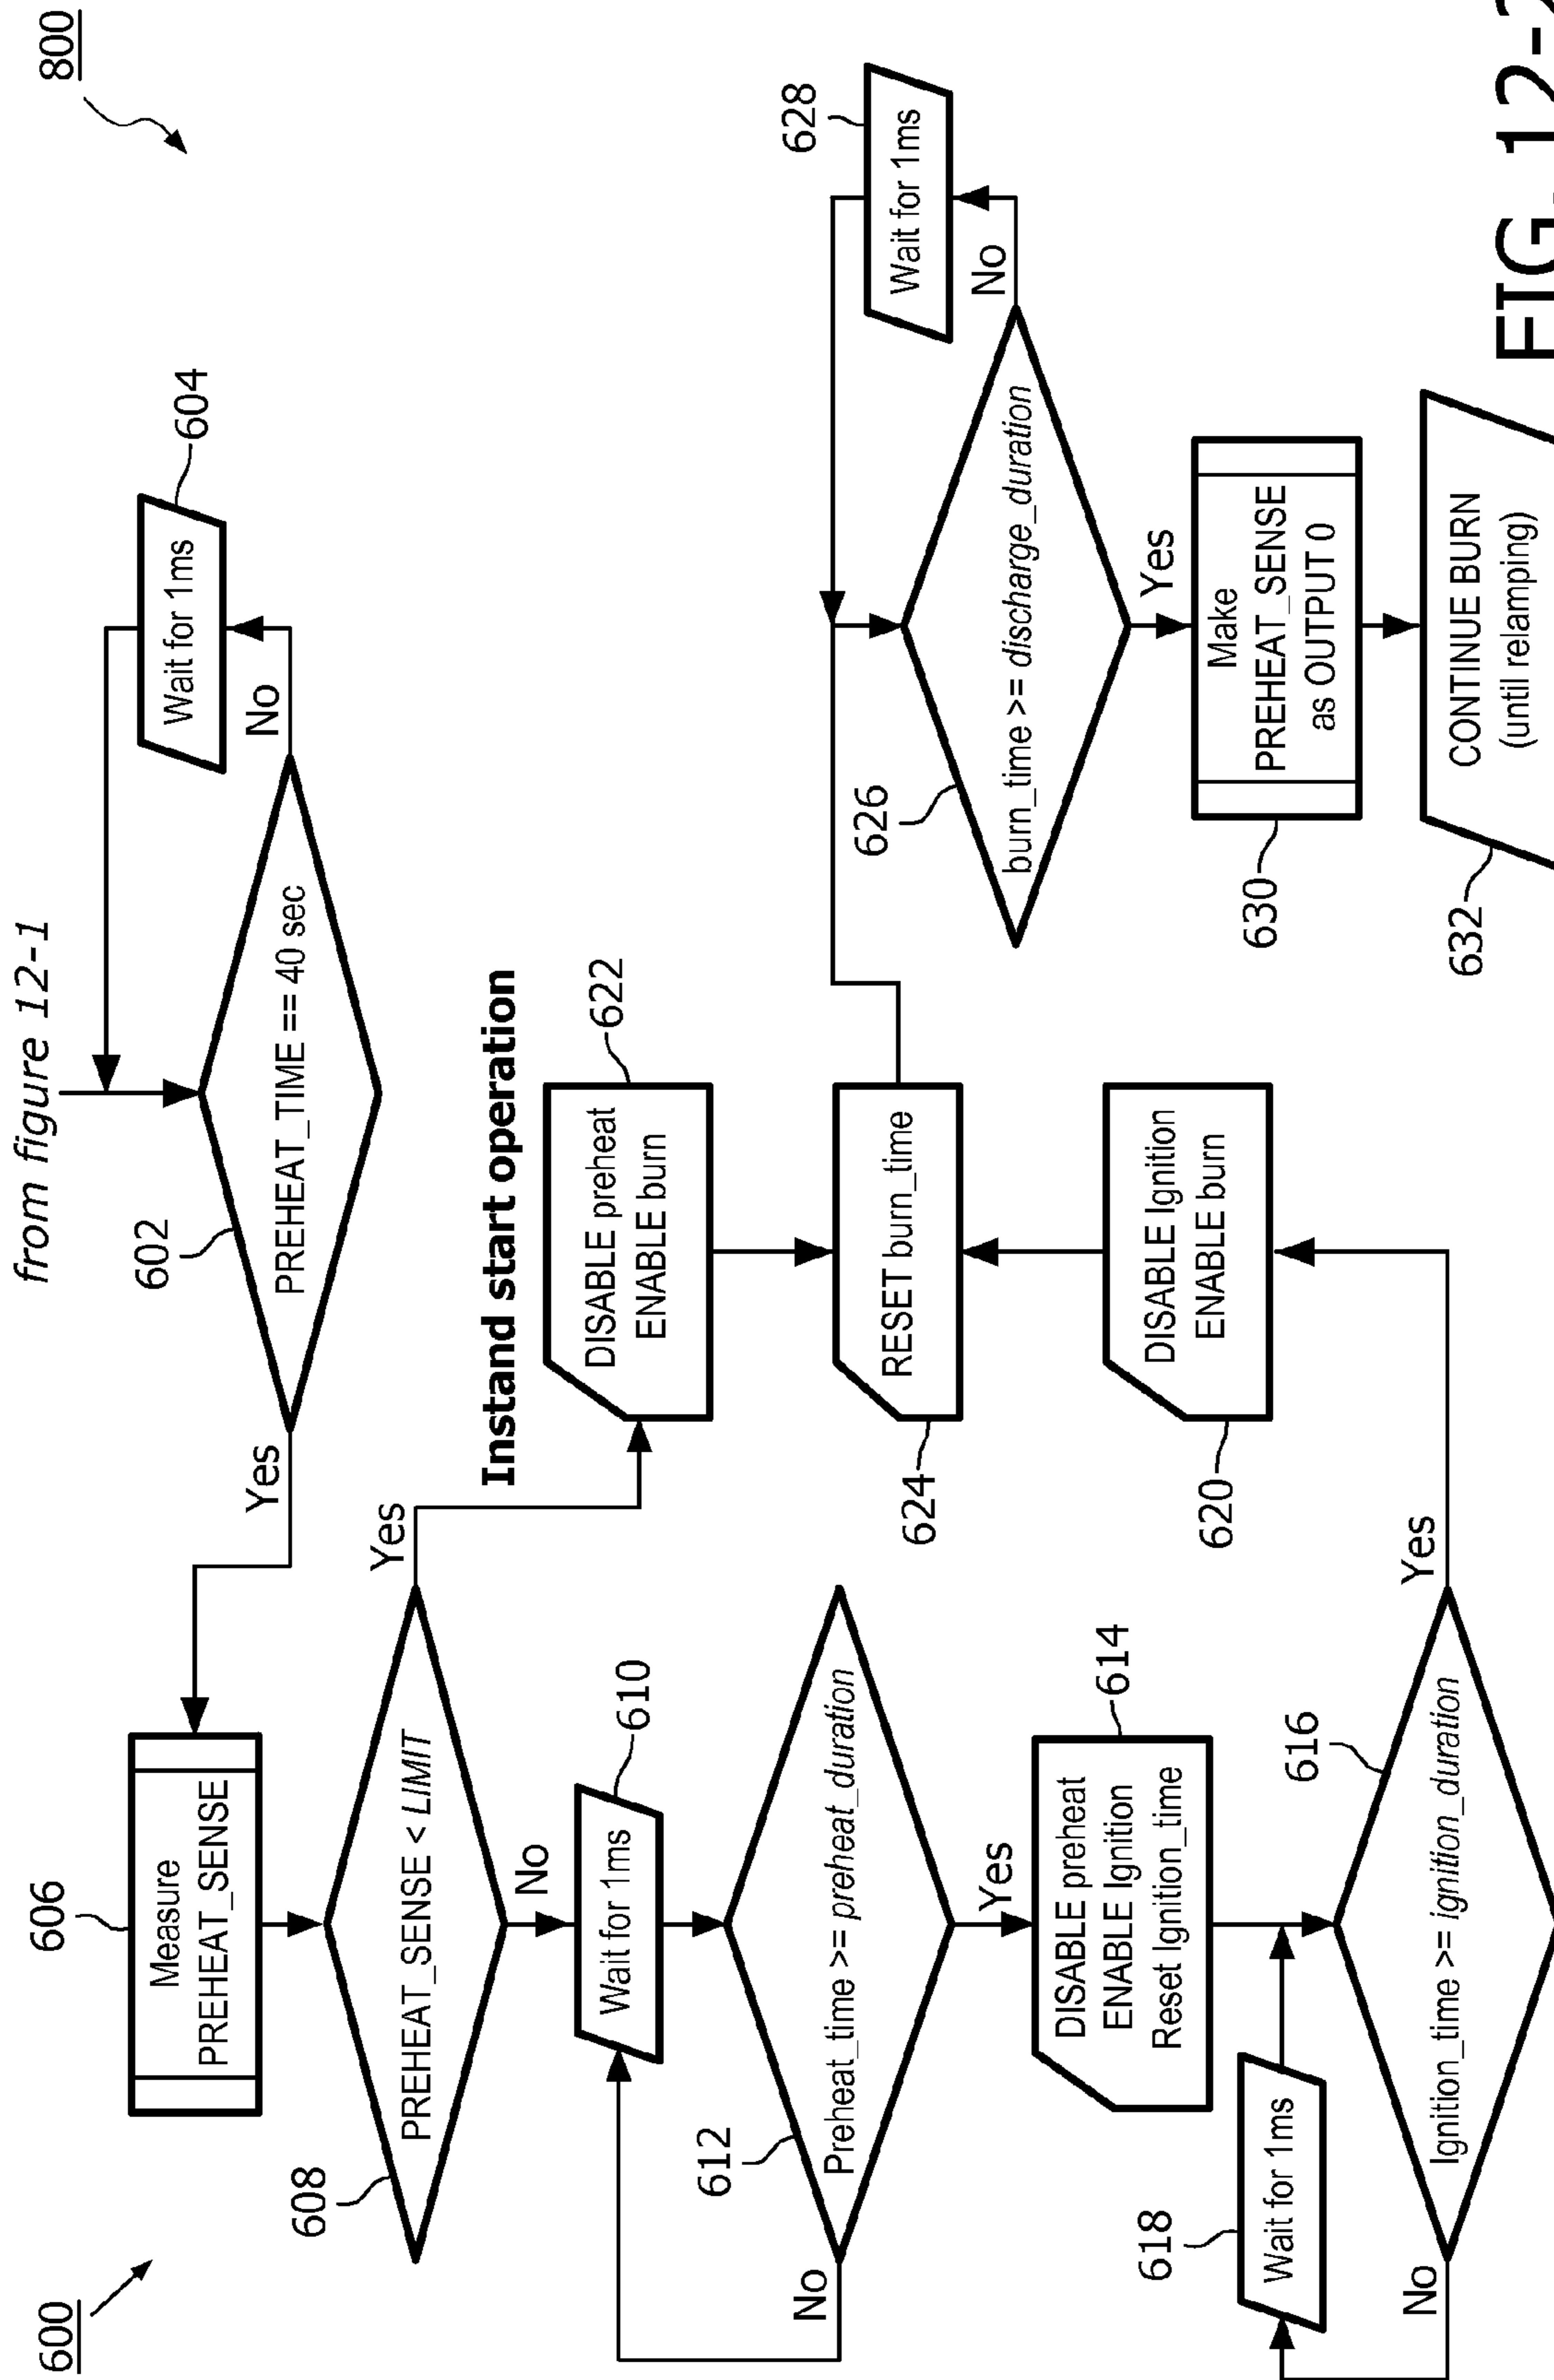 800
from figure 12-1
600
602
PREHEAT_TIME == 40 sec
Yes
No
Wait for 1ms
604
606
Measure
PREHEAT_SENSE
608
PREHEAT_SENSE < LIMIT
Yes
No
Instand start operation
DISABLE preheat
ENABLE burn
622
Wait for 1ms
610
612
Preheat_time >= preheat_duration
No
Yes
DISABLE preheat
ENABLE Ignition
Reset Ignition_time
614
618
Wait for 1ms
616
Ignition_time >= ignition_duration
No
Yes
RESET burn_time
624
DISABLE Ignition
ENABLE burn
620
Wait for 1ms
628
No
626
burn_time >= discharge_duration
Yes
Make
PREHEAT_SENSE
as OUTPUT 0
630
CONTINUE BURN
(until relamping)
632
FIG. 12-2